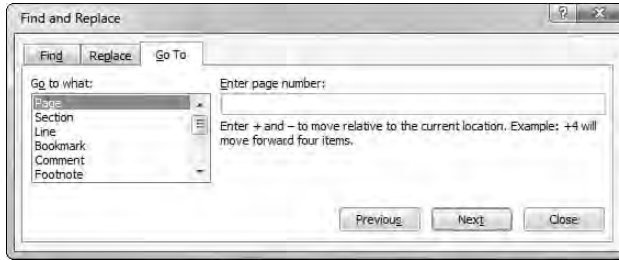 Find and Replace
Find Replace Go To
Go to what: Enter page number:
Page
Section
Line
Bookmark
Comment
Footnote
Enter + and – to move relative to the current location. Example: +4 will
move forward four items.
Previous Next Close